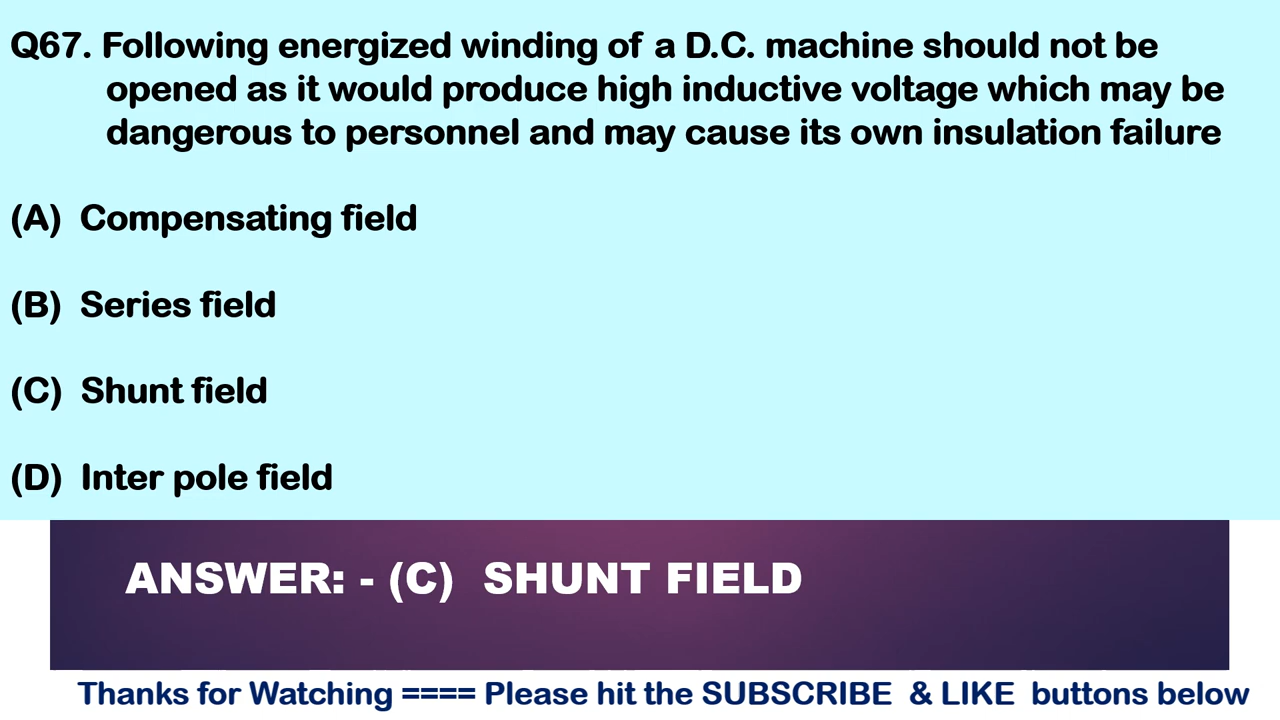 Q67. Following energized winding of a D.C. machine should not be
opened as it would produce high inductive voltage which may be
dangerous to personnel and may cause its own insulation failure
(A) Compensating field
(B) Series field
(C) Shunt field
(D) Inter pole field
ANSWER: - (C) SHUNT FIELD
Thanks for Watching ==== Please hit the SUBSCRIBE & LIKE buttons below